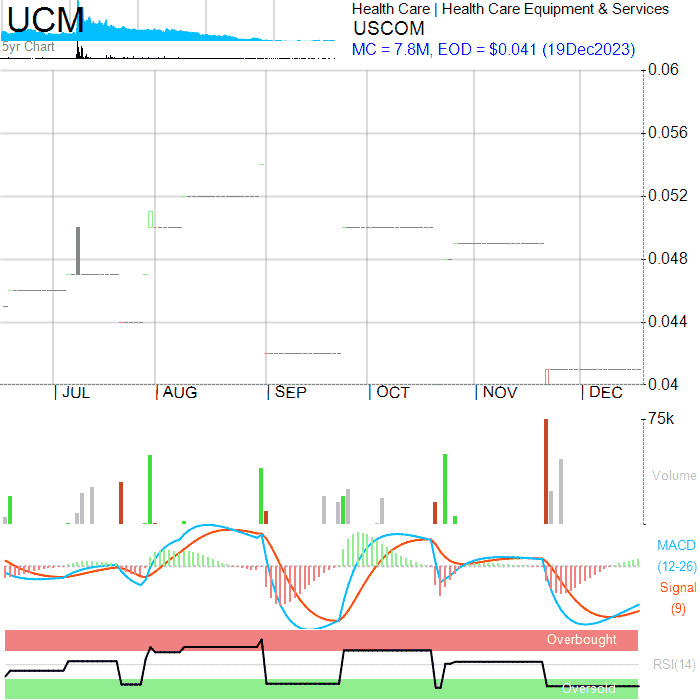 UCM
5yr Chart
Health Care | Health Care Equipment & Services
USCOM
MC = 7.8M, EOD = $0.041 (19Dec2023)
0.06
0.056
0.052
0.048
0.044
0.04
JUL AUG SEP OCT NOV DEC
75k
Volume
MACD
(12-26)
Signal
(9)
Overbought
RSI(14)
Oversold